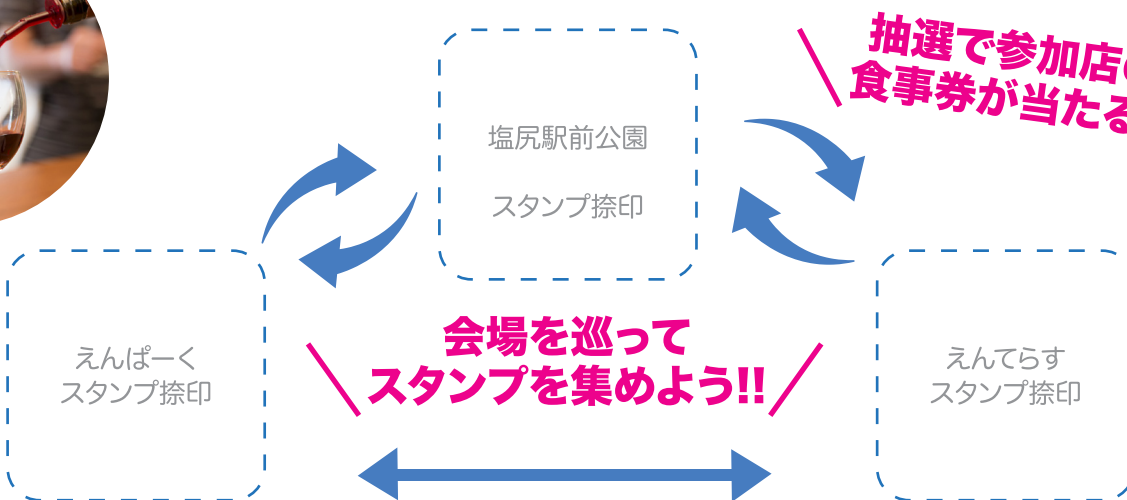 抽選で参加店の
食事券が当たる
塩尻駅前公園
スタンプ捺印
会場を巡って
スタンプを集めよう!!
えんぱーく
スタンプ捺印
えんてらす
スタンプ捺印